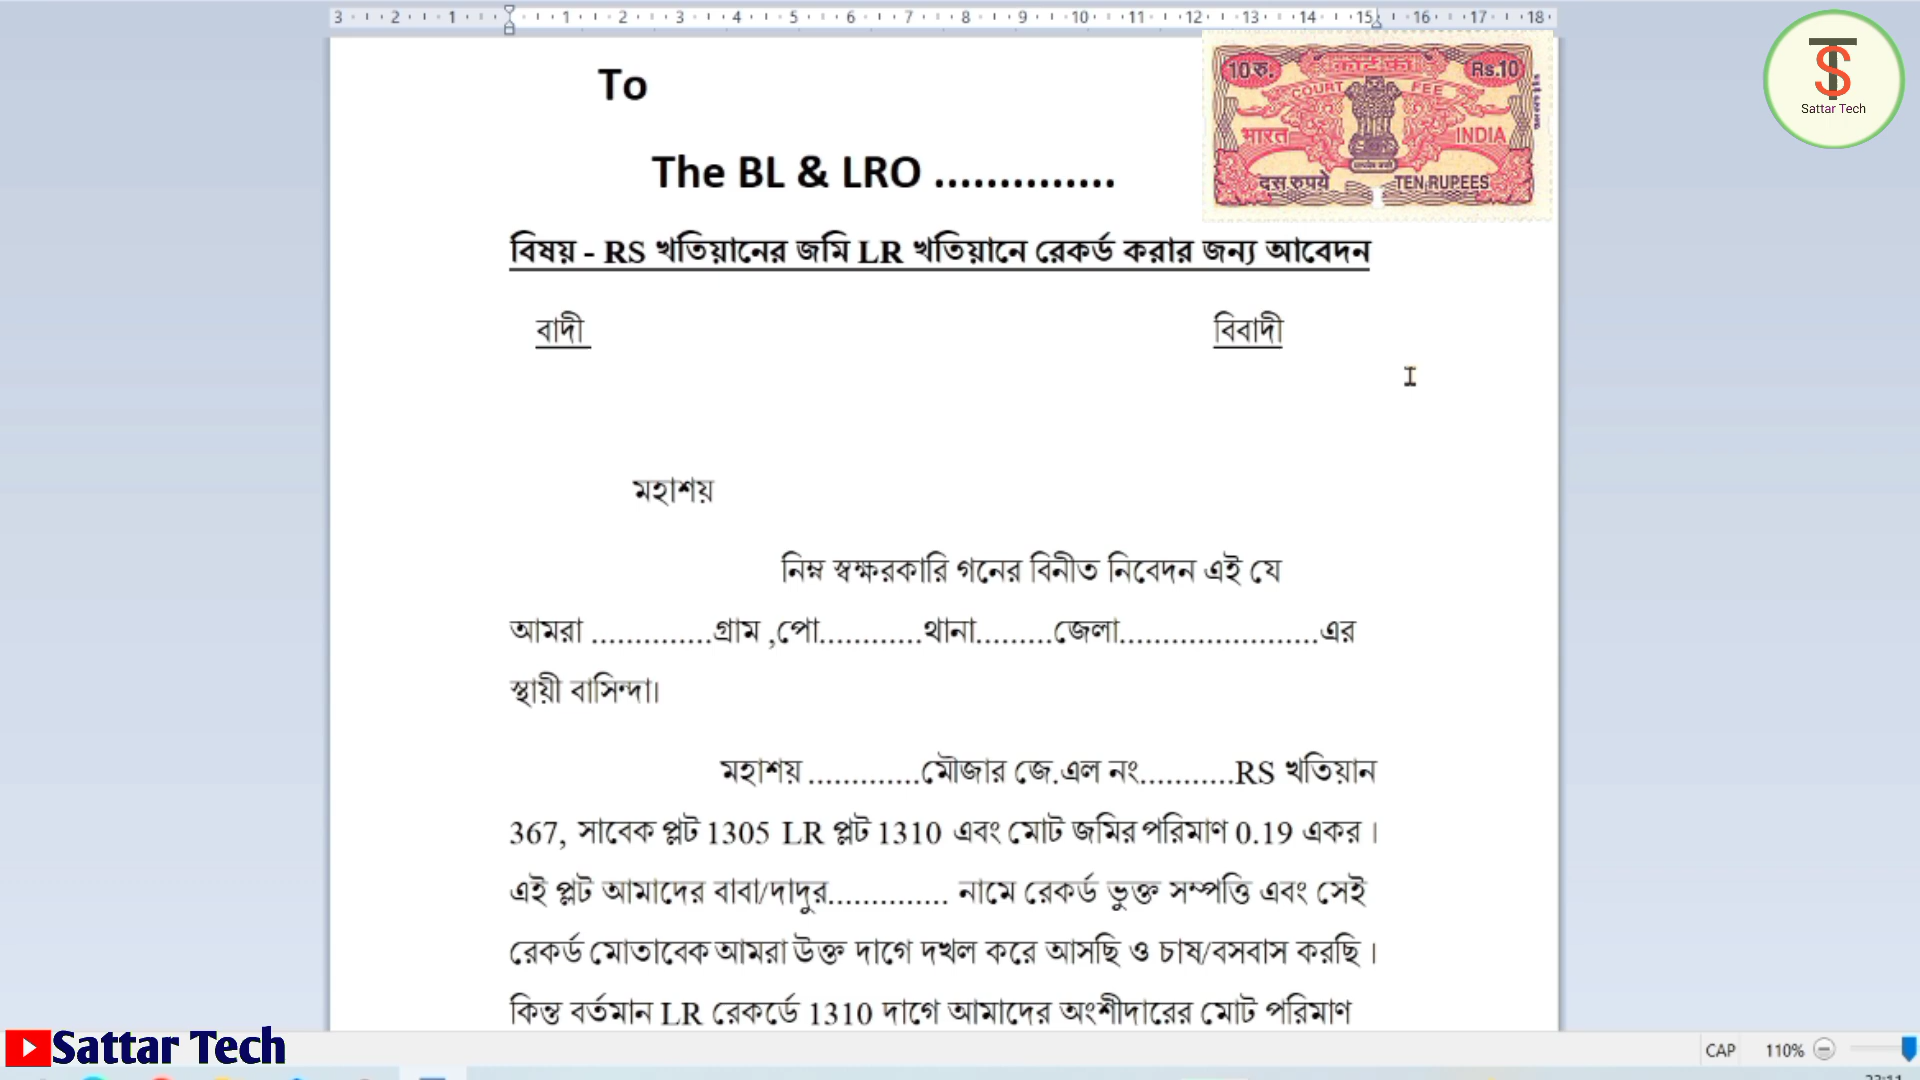 3 2 1 1 2 3 4 5 6 7 8 9 10 11 12 13 14 15 16 17 18
To
The BL & LRO ..............
10 रु. कोर्ट फी Rs.10
COURT FEE
भारत INDIA
दस रुपये TEN RUPEES
TS
Sattar Tech
বিষয় - RS খতিয়ানের জমি LR খতিয়ানে রেকর্ড করার জন্য আবেদন
বাদী বিবাদী
মহাশয়
নিম্ন স্বক্ষরকারি গনের বিনীত নিবেদন এই যে
আমরা ..............গ্রাম ,পো............থানা.........জেলা.......................এর
স্থায়ী বাসিন্দা।
মহাশয় .............মৌজার জে.এল নং...........RS খতিয়ান
367, সাবেক প্লট 1305 LR প্লট 1310 এবং মোট জমির পরিমাণ 0.19 একর ।
এই প্লট আমাদের বাবা/দাদুর.............. নামে রেকর্ড ভুক্ত সম্পত্তি এবং সেই
রেকর্ড মোতাবেক আমরা উক্ত দাগে দখল করে আসছি ও চাষ/বসবাস করছি ।
কিন্ত বর্তমান LR রেকর্ডে 1310 দাগে আমাদের অংশীদারের মোট পরিমাণ
Sattar Tech
CAP 110%